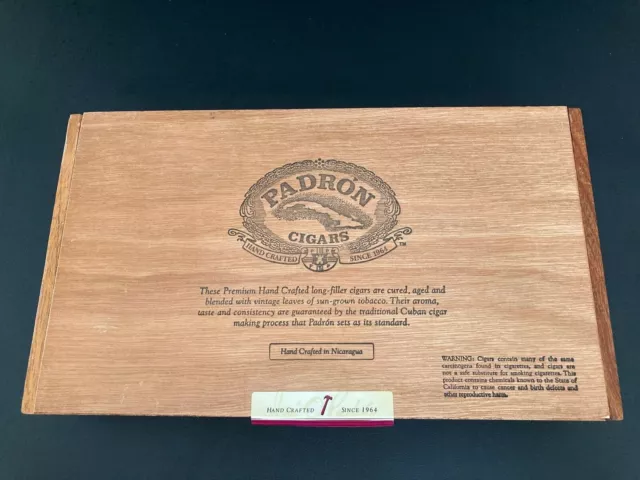 PADRÓN
CIGARS
HAND CRAFTED SINCE 1964
™
These Premium Hand Crafted long-filler cigars are cured, aged and
blended with vintage leaves of sun-grown tobacco. Their aroma,
taste and consistency are guaranteed by the traditional Cuban cigar
making process that Padrón sets as its standard.
Hand Crafted in Nicaragua
WARNING: Cigars contain many of the same
carcinogens found in cigarettes, and cigars are
not a safe substitute for smoking cigarettes. This
product contains chemicals known to the State of
California to cause cancer and birth defects and
other reproductive harm.
HAND CRAFTED SINCE 1964